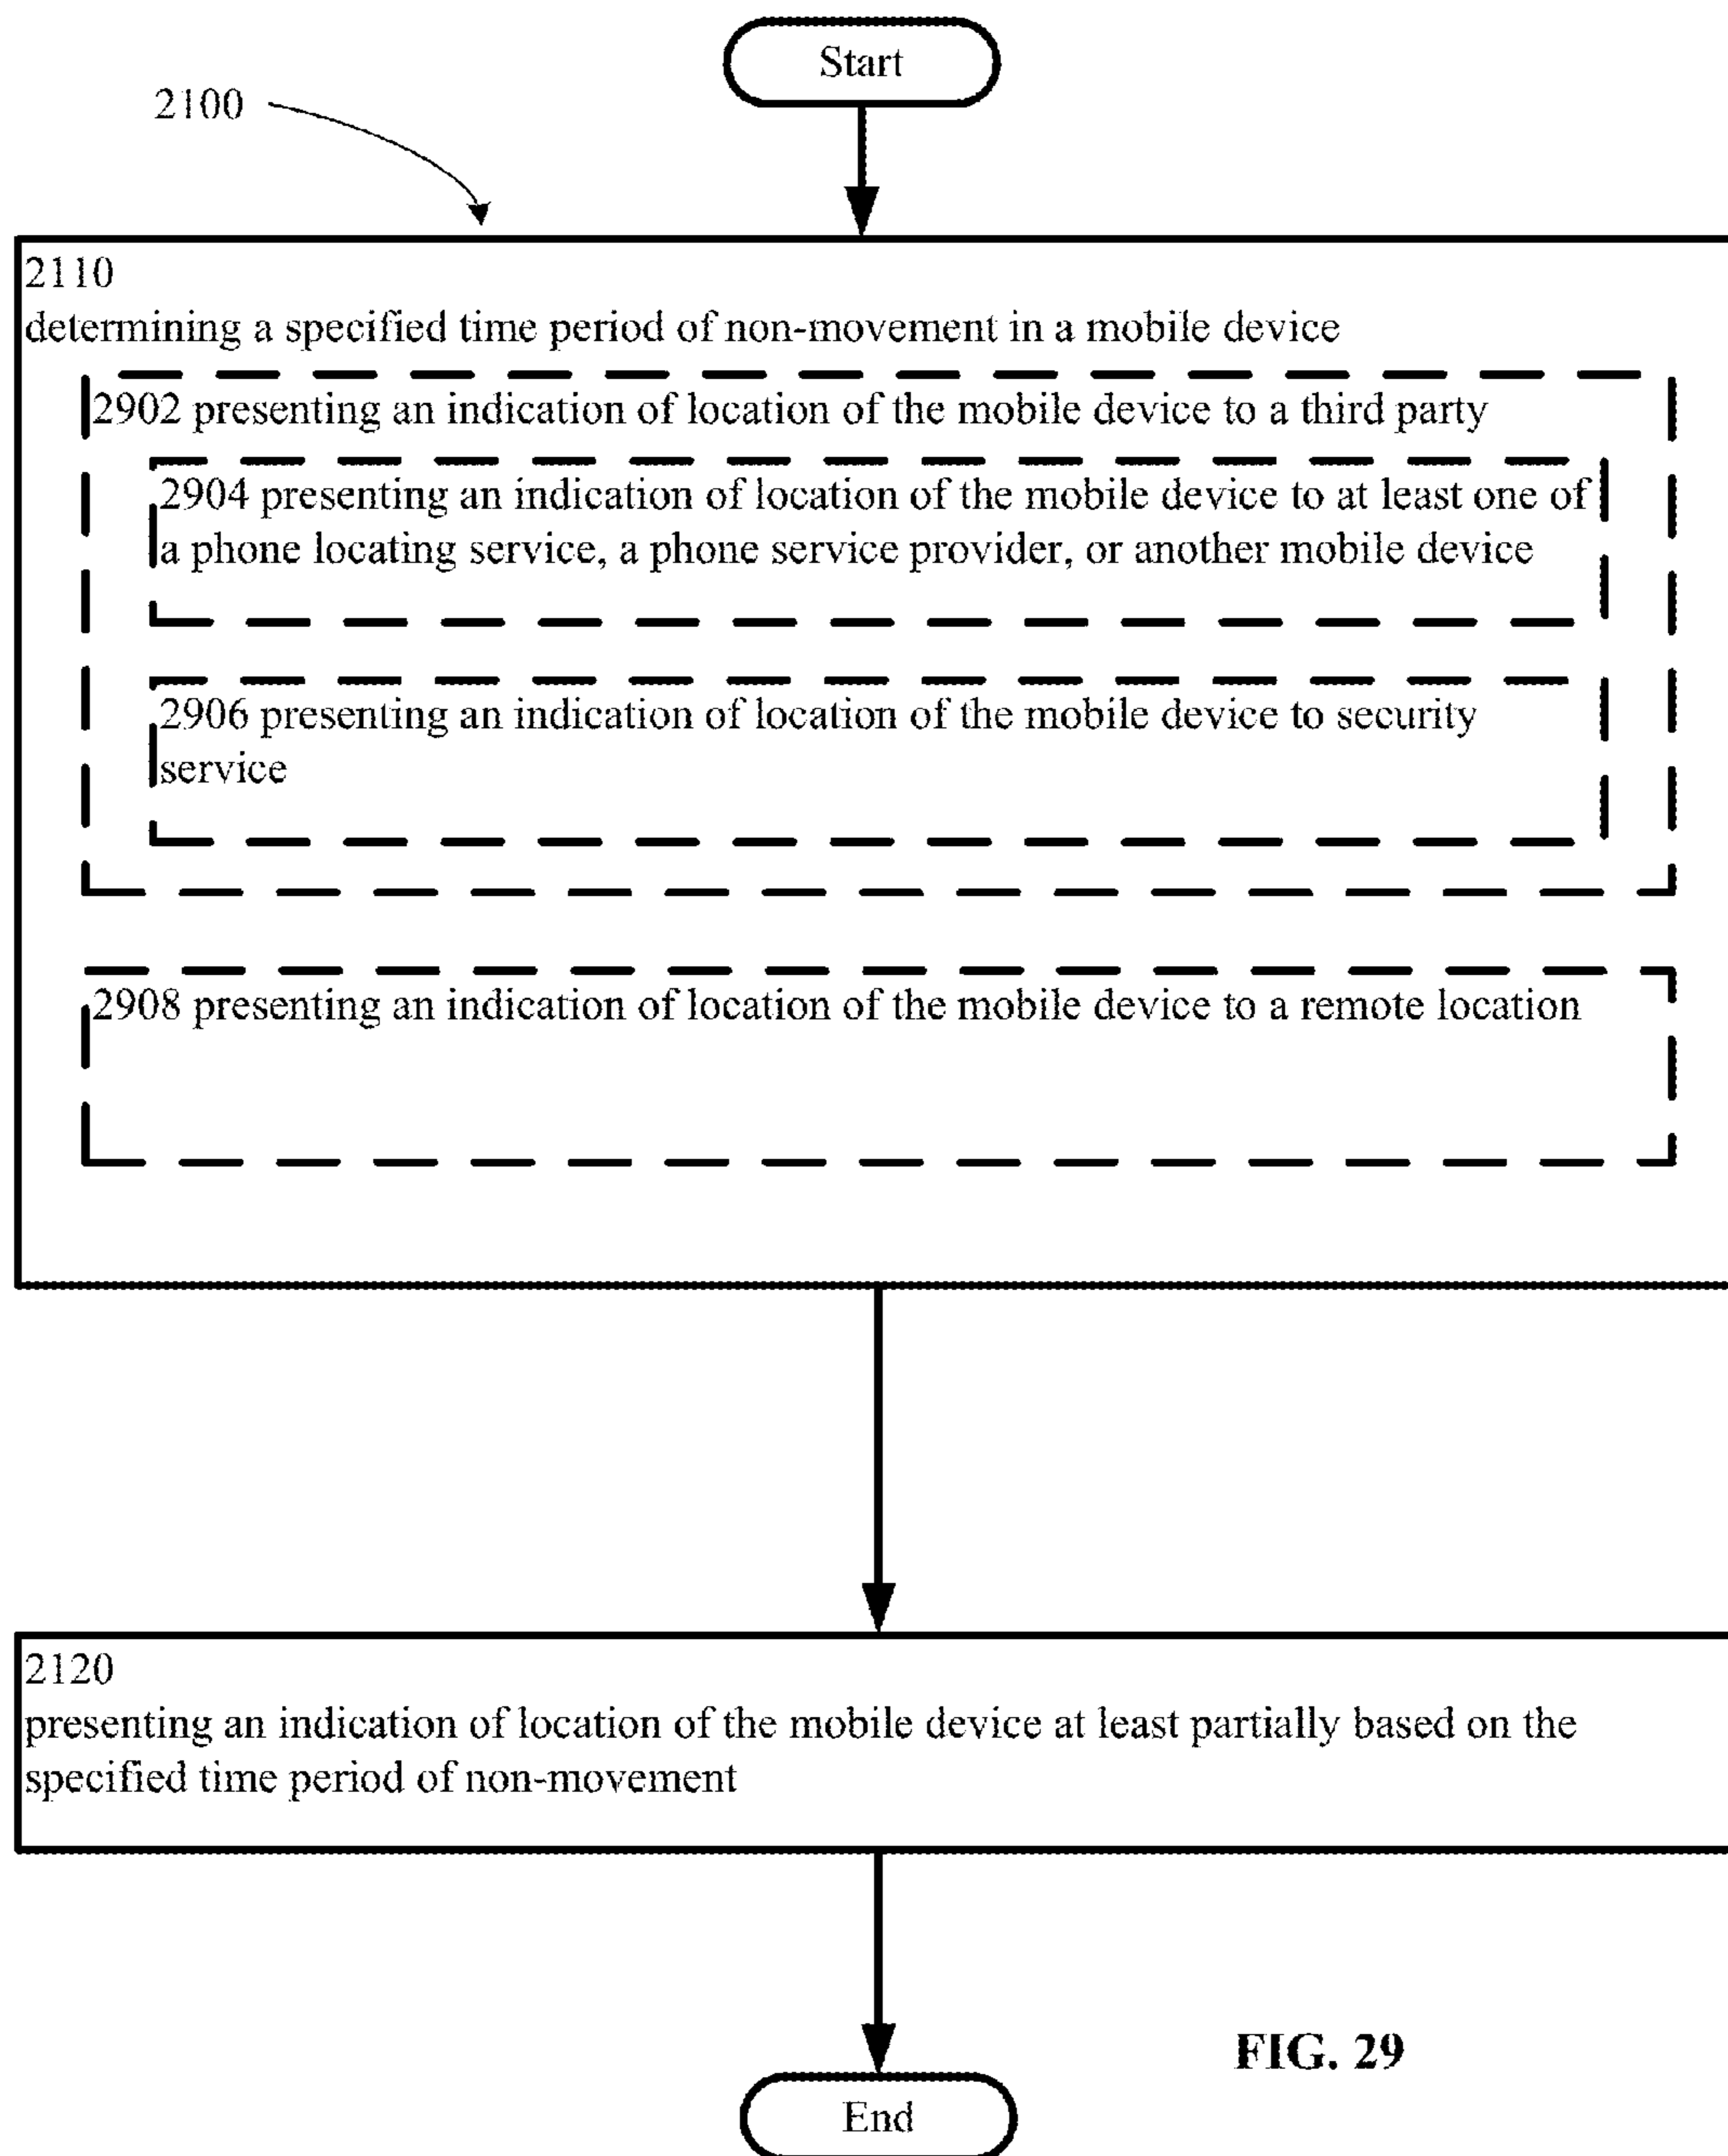 Start
2100
2110
determining a specified time period of non-movement in a mobile device
2902 presenting an indication of location of the mobile device to a third party
2904 presenting an indication of location of the mobile device to at least one of
a phone locating service, a phone service provider, or another mobile device
2906 presenting an indication of location of the mobile device to security
service
2908 presenting an indication of location of the mobile device to a remote location
2120
presenting an indication of location of the mobile device at least partially based on the
specified time period of non-movement
FIG. 29
End